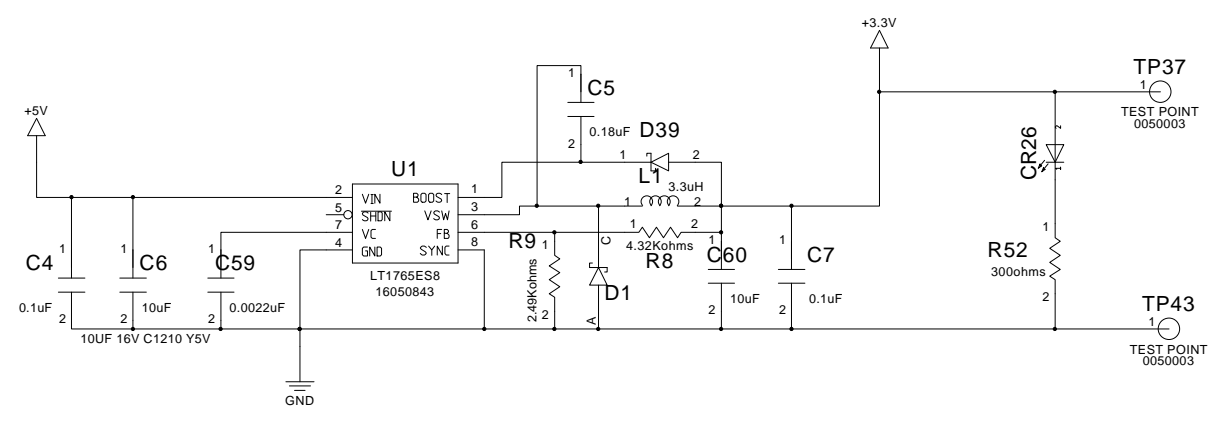 +3.3V
TP37
1
TEST POINT
0050003
+5V
1
C5
0.18uF
2
D39
1
2
L1
3.3uH
1
2
CR26
2
1
U1
2
VIN
BOOST
1
5
SHDN
VSW
3
7
VC
FB
6
4
GND
SYNC
8
LT1765ES8
16050843
C4
1
0.1uF
2
C6
1
10uF
2
10UF 16V C1210 Y5V
C59
1
0.0022uF
2
R9
1
2.49Kohms
2
C
D1
A
1
2
4.32Kohms
R8
C60
1
10uF
2
C7
1
0.1uF
2
R52
1
300ohms
2
TP43
1
TEST POINT
0050003
GND